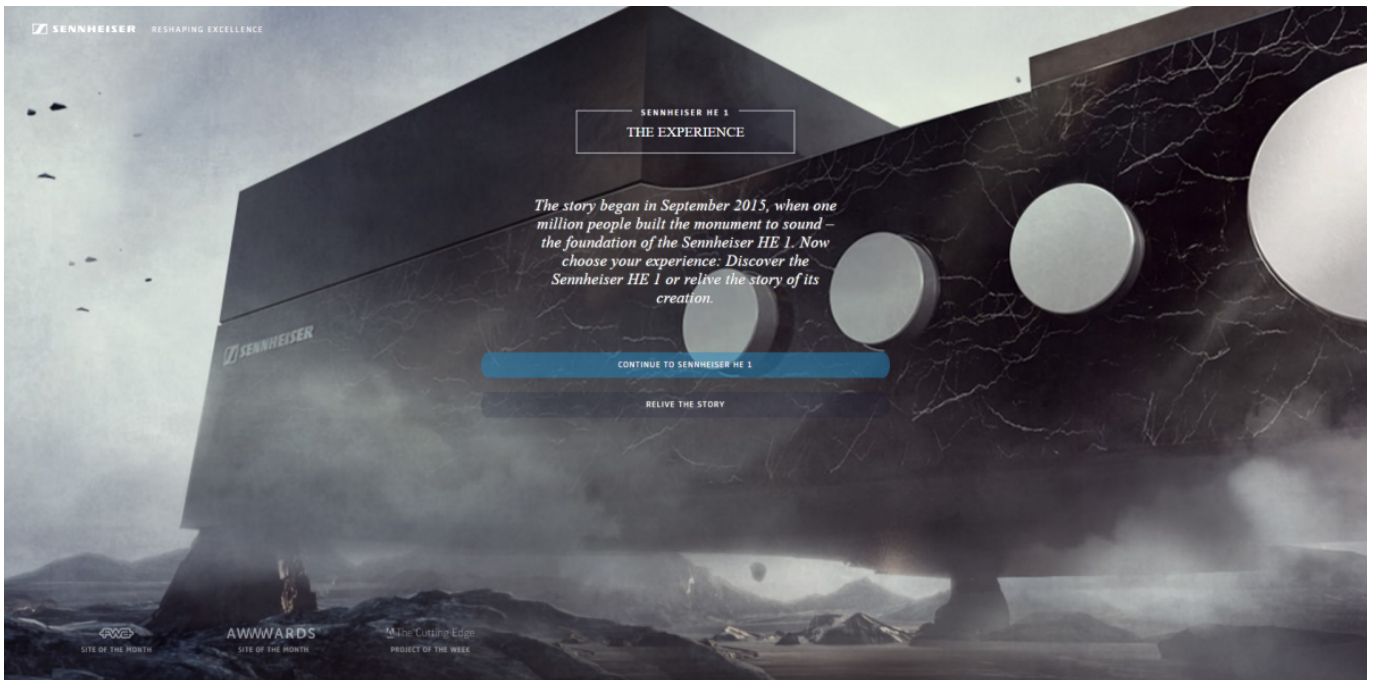 SENNHEISER RESHAPING EXCELLENCE
SENNHEISER HE 1
THE EXPERIENCE
The story began in September 2015, when one
million people built the monument to sound –
the foundation of the Sennheiser HE 1. Now
choose your experience: Discover the
Sennheiser HE 1 or relive the story of its
creation.
SENNHEISER
CONTINUE TO SENNHEISER HE 1
RELIVE THE STORY
FWA AWWWARDS The Cutting Edge
SITE OF THE MONTH SITE OF THE MONTH PROJECT OF THE WEEK